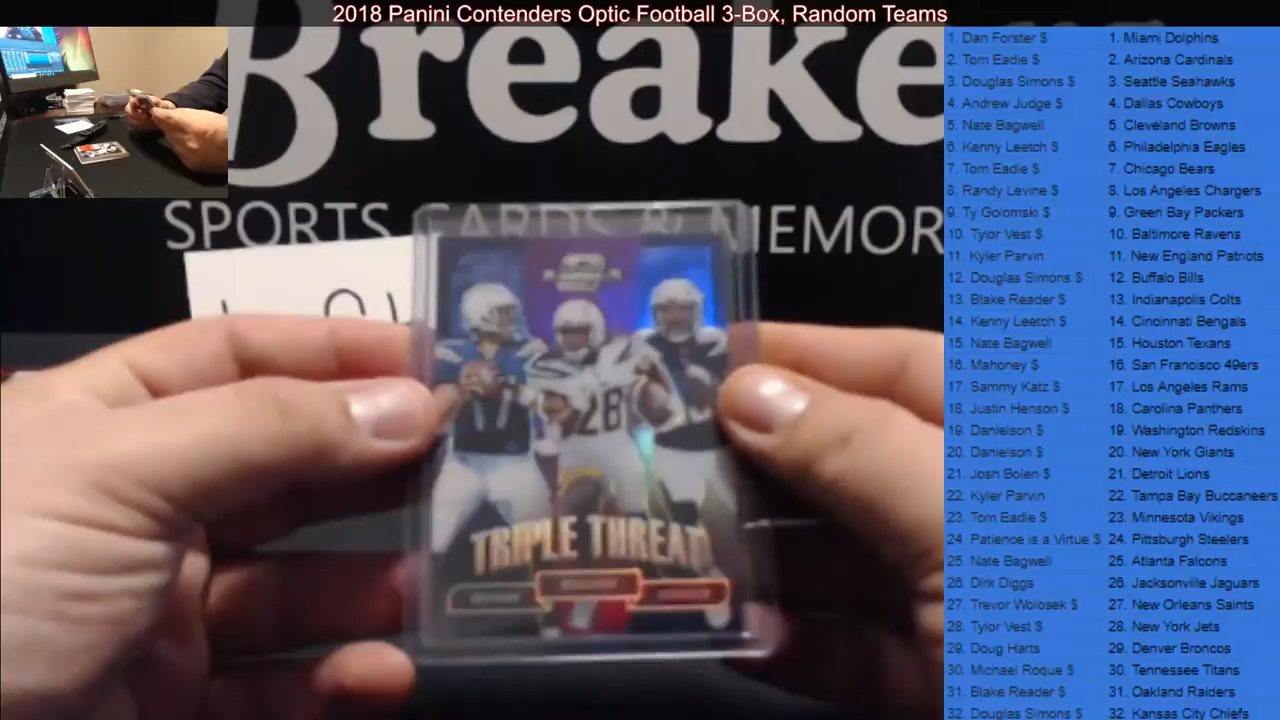 2018 Panini Contenders Optic Football 3-Box, Random Teams
Breake
SPORTS CARDS & MEMOR
17
28
TRIPLE THREAT
1. Dan Forster $ 1. Miami Dolphins
2. Tom Eadie $ 2. Arizona Cardinals
3. Douglas Simons $ 3. Seattle Seahawks
4. Andrew Judge $ 4. Dallas Cowboys
5. Nate Bagwell 5. Cleveland Browns
6. Kenny Leetch $ 6. Philadelphia Eagles
7. Tom Eadie $ 7. Chicago Bears
8. Randy Levine $ 8. Los Angeles Chargers
9. Ty Golomski $ 9. Green Bay Packers
10. Tylor Vest $ 10. Baltimore Ravens
11. Kyler Parvin 11. New England Patriots
12. Douglas Simons $ 12. Buffalo Bills
13. Blake Reader $ 13. Indianapolis Colts
14. Kenny Leetch $ 14. Cincinnati Bengals
15. Nate Bagwell 15. Houston Texans
16. Mahoney $ 16. San Francisco 49ers
17. Sammy Katz $ 17. Los Angeles Rams
18. Justin Henson $ 18. Carolina Panthers
19. Danielson $ 19. Washington Redskins
20. Danielson $ 20. New York Giants
21. Josh Bolen $ 21. Detroit Lions
22. Kyler Parvin 22. Tampa Bay Buccaneers
23. Tom Eadie $ 23. Minnesota Vikings
24. Patience is a Virtue $ 24. Pittsburgh Steelers
25. Nate Bagwell 25. Atlanta Falcons
26. Dirk Diggs 26. Jacksonville Jaguars
27. Trevor Wolosek $ 27. New Orleans Saints
28. Tylor Vest $ 28. New York Jets
29. Doug Harts 29. Denver Broncos
30. Michael Roque $ 30. Tennessee Titans
31. Blake Reader $ 31. Oakland Raiders
32. Douglas Simons $ 32. Kansas City Chiefs